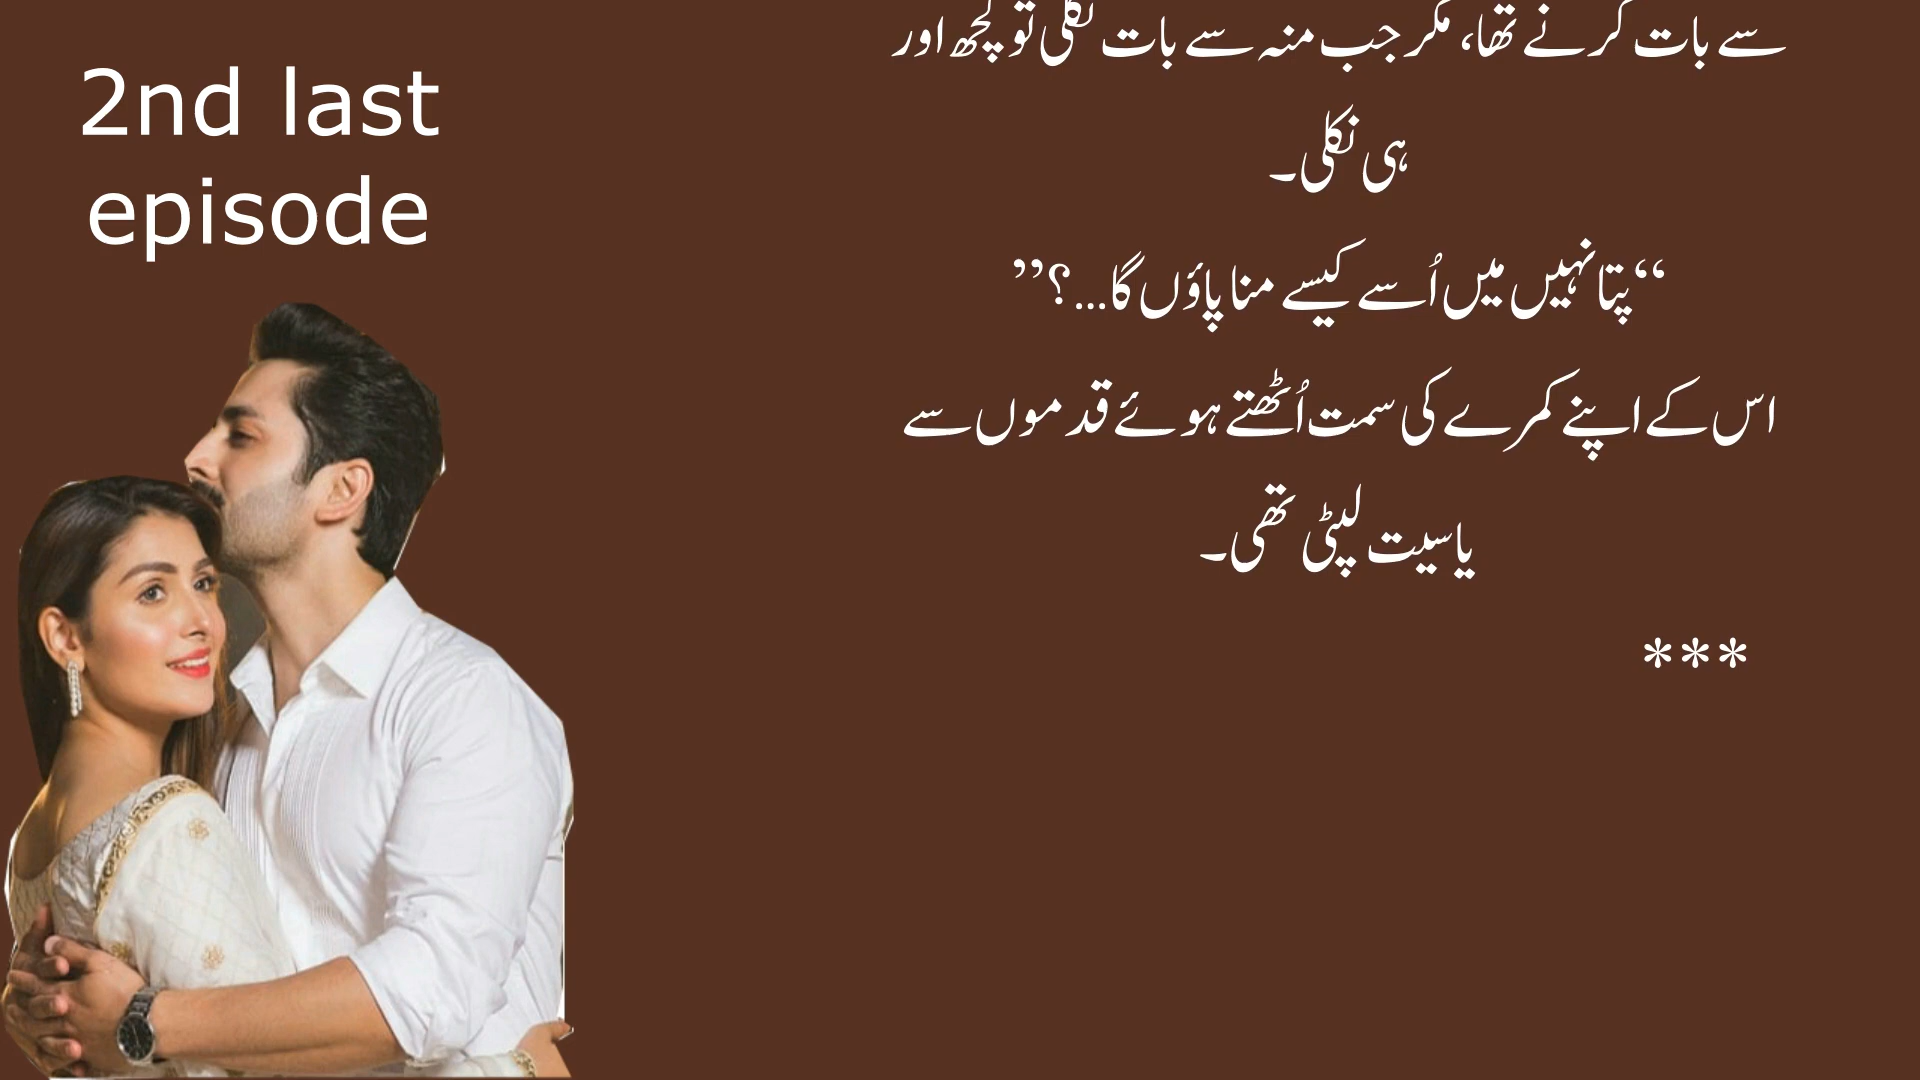 2nd last
episode
سے بات کرنے تھا، مگر جب منہ سے بات نکلی تو کچھ اور
ہی نکلی۔
“پتا نہیں میں اُسے کیسے منا پاؤں گا...؟”
اس کے اپنے کمرے کی سمت اُٹھتے ہوئے قدموں سے
یاسیت لپٹی تھی۔
***